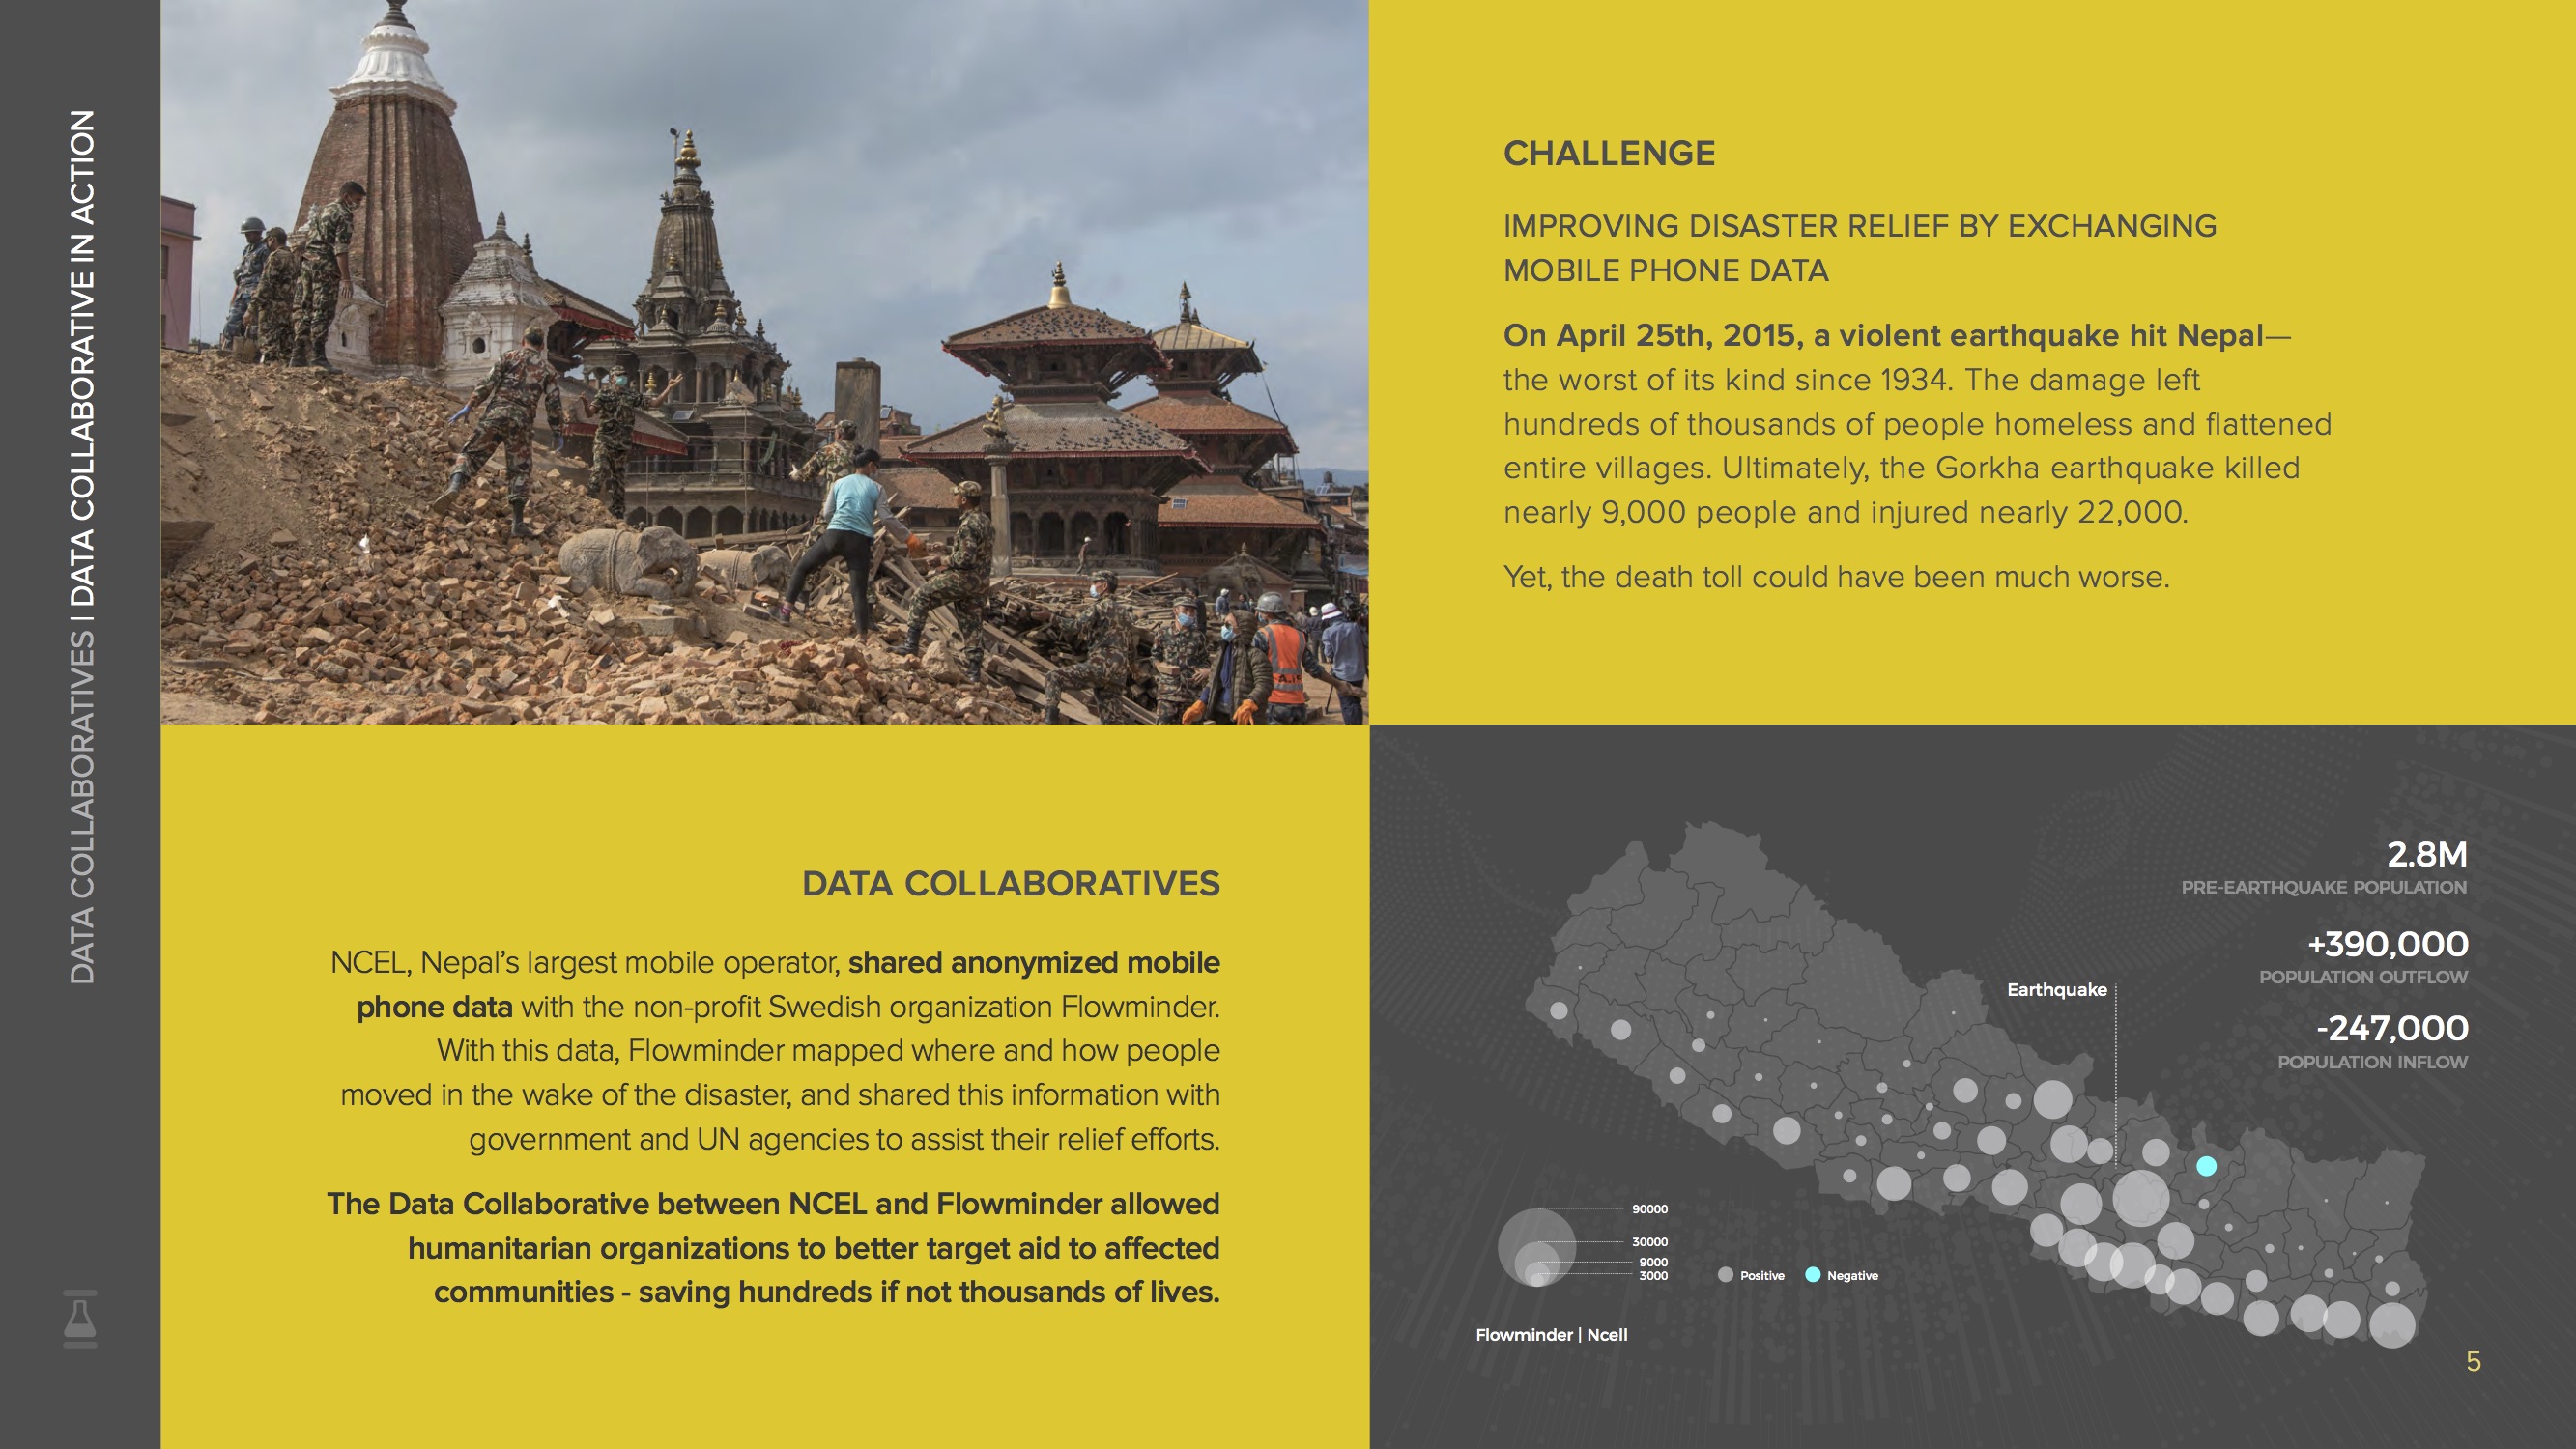 DATA COLLABORATIVES | DATA COLLABORATIVE IN ACTION
CHALLENGE
IMPROVING DISASTER RELIEF BY EXCHANGING
MOBILE PHONE DATA
On April 25th, 2015, a violent earthquake hit Nepal—
the worst of its kind since 1934. The damage left
hundreds of thousands of people homeless and flattened
entire villages. Ultimately, the Gorkha earthquake killed
nearly 9,000 people and injured nearly 22,000.
Yet, the death toll could have been much worse.
DATA COLLABORATIVES
NCEL, Nepal’s largest mobile operator, shared anonymized mobile
phone data with the non-profit Swedish organization Flowminder.
With this data, Flowminder mapped where and how people
moved in the wake of the disaster, and shared this information with
government and UN agencies to assist their relief efforts.
The Data Collaborative between NCEL and Flowminder allowed
humanitarian organizations to better target aid to affected
communities - saving hundreds if not thousands of lives.
2.8M
PRE-EARTHQUAKE POPULATION
+390,000
POPULATION OUTFLOW
-247,000
POPULATION INFLOW
Earthquake
90000
30000
9000
3000
Positive
Negative
Flowminder | Ncell
5